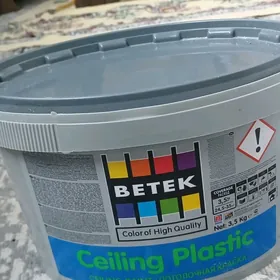 BETEK
Color of High Quality
Ceiling Plastic
Net: 3,5 Kg